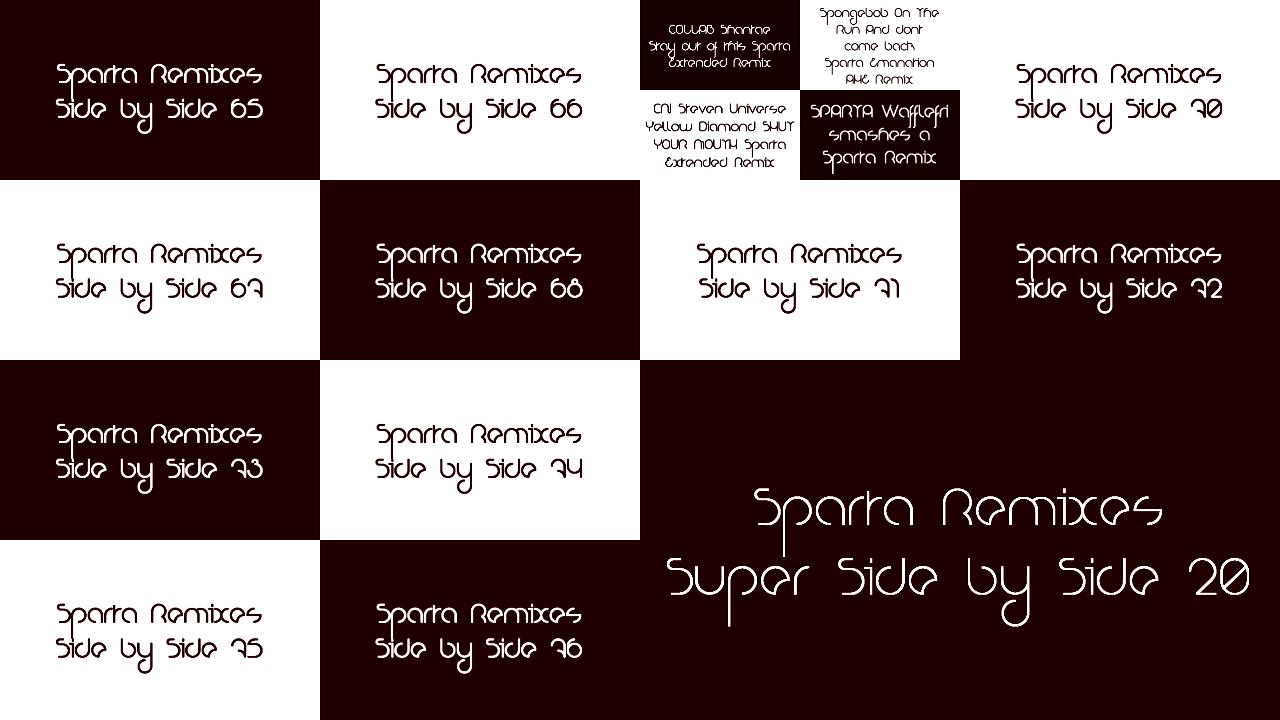 Sparta Remixes
Side by Side 65
Sparta Remixes
Side by Side 66
COLLAB Shantae
Stay out of this Sparta
Extended Remix
Spongebob On The
Run And dont
come back
Sparta Emanation
AHE Remix
CNI Steven Universe
Yellow Diamond SHUT
YOUR MOUTH Sparta
Extended Remix
SPARTA Wafflefri
smashes a
Sparta Remix
Sparta Remixes
Side by Side 70
Sparta Remixes
Side by Side 67
Sparta Remixes
Side by Side 68
Sparta Remixes
Side by Side 71
Sparta Remixes
Side by Side 72
Sparta Remixes
Side by Side 73
Sparta Remixes
Side by Side 74
Sparta Remixes
Super Side by Side 20
Sparta Remixes
Side by Side 75
Sparta Remixes
Side by Side 76